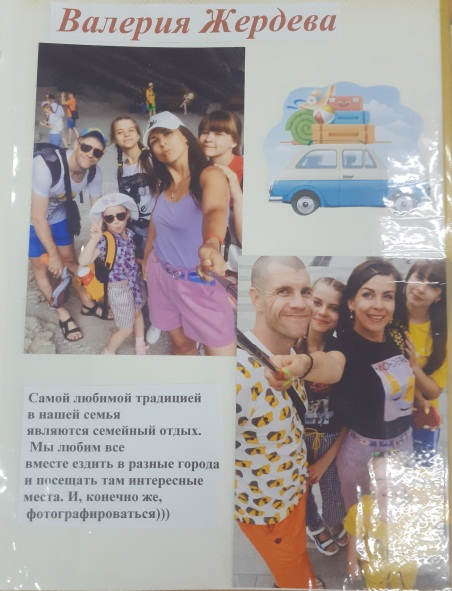 Валерия Жердева
Самой любимой традицией
в нашей семья
являются семейный отдых.
Мы любим все
вместе ездить в разные города
и посещать там интересные
места. И, конечно же,
фотографироваться)))